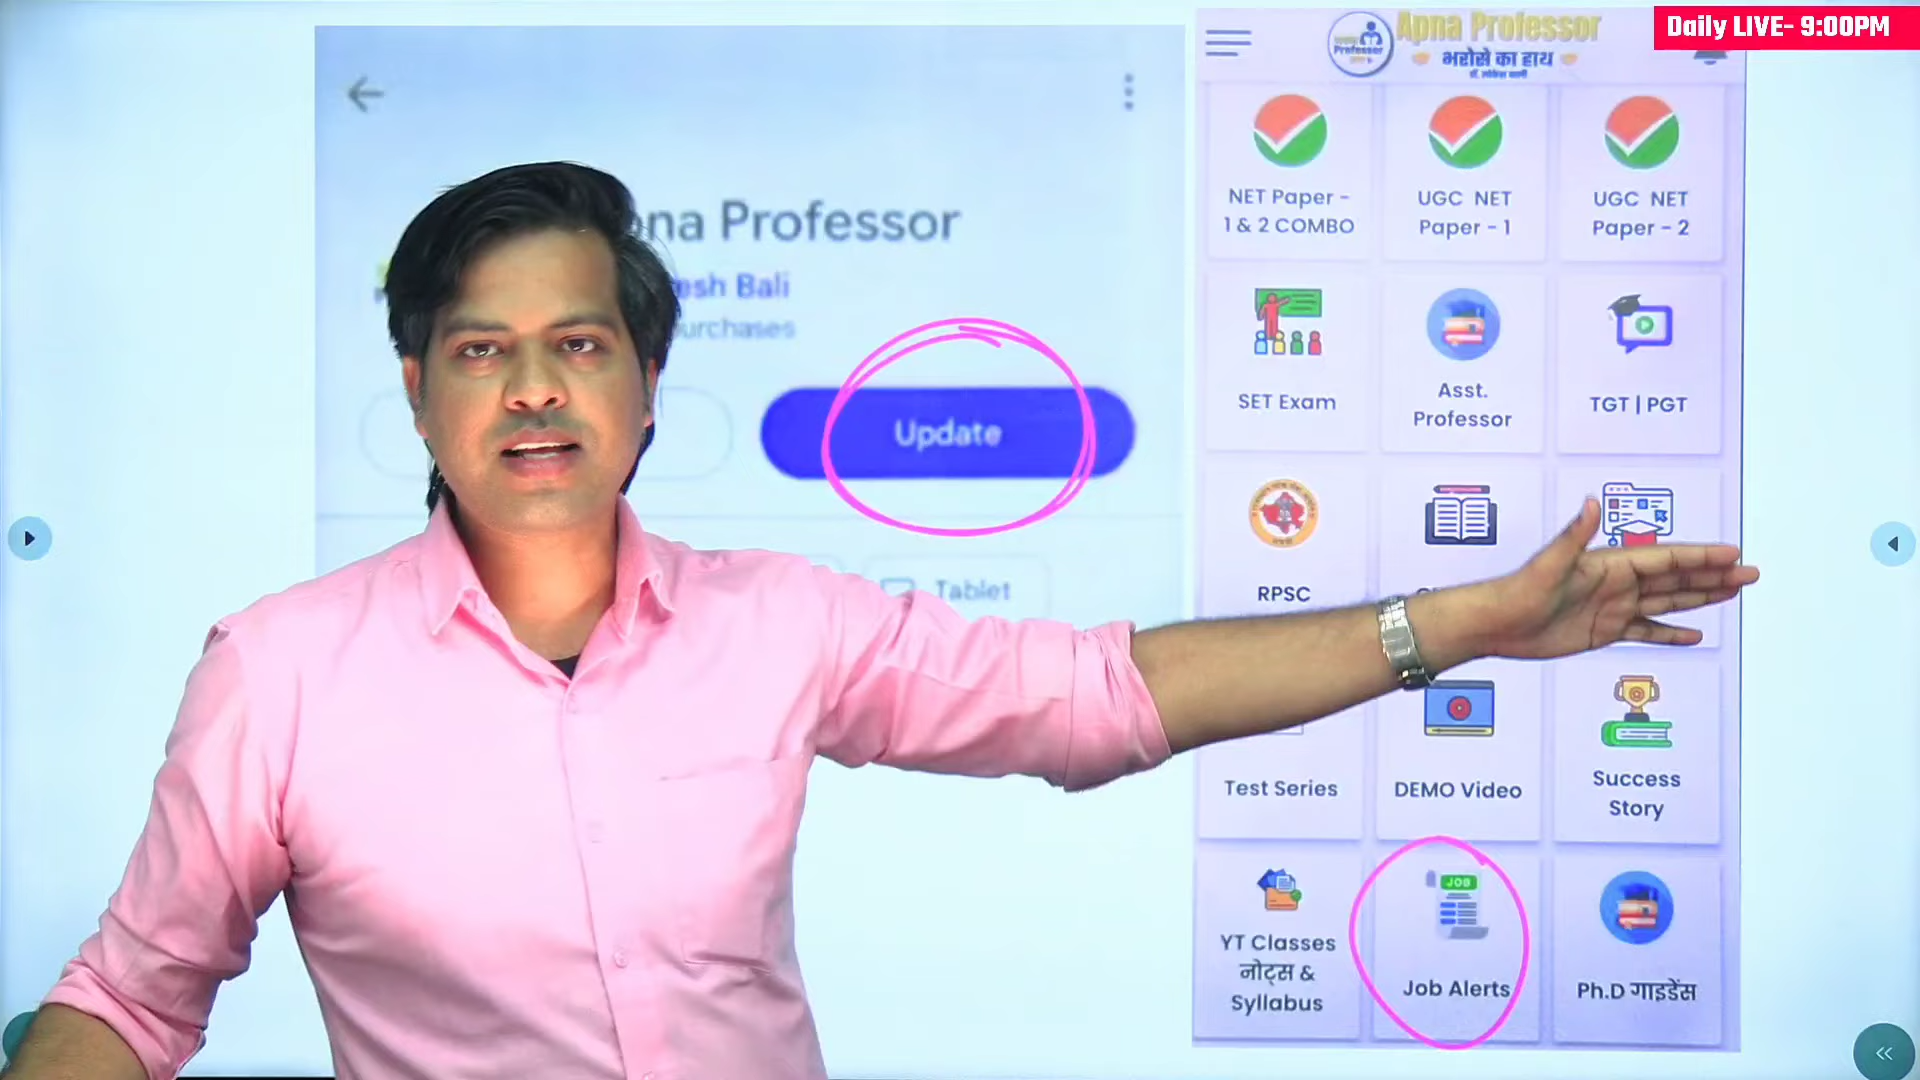 Daily LIVE- 9:00PM
Apna Professor
भरोसे का हाथ
Professor
Professor
esh Bali
urchases
Update
Tablet
NET Paper -
1 & 2 COMBO
UGC NET
Paper - 1
UGC NET
Paper - 2
SET Exam
Asst.
Professor
TGT | PGT
RPSC
Test Series
DEMO Video
Success
Story
YT Classes
नोट्स &
Syllabus
JOB
Job Alerts
Ph.D गाइडेंस